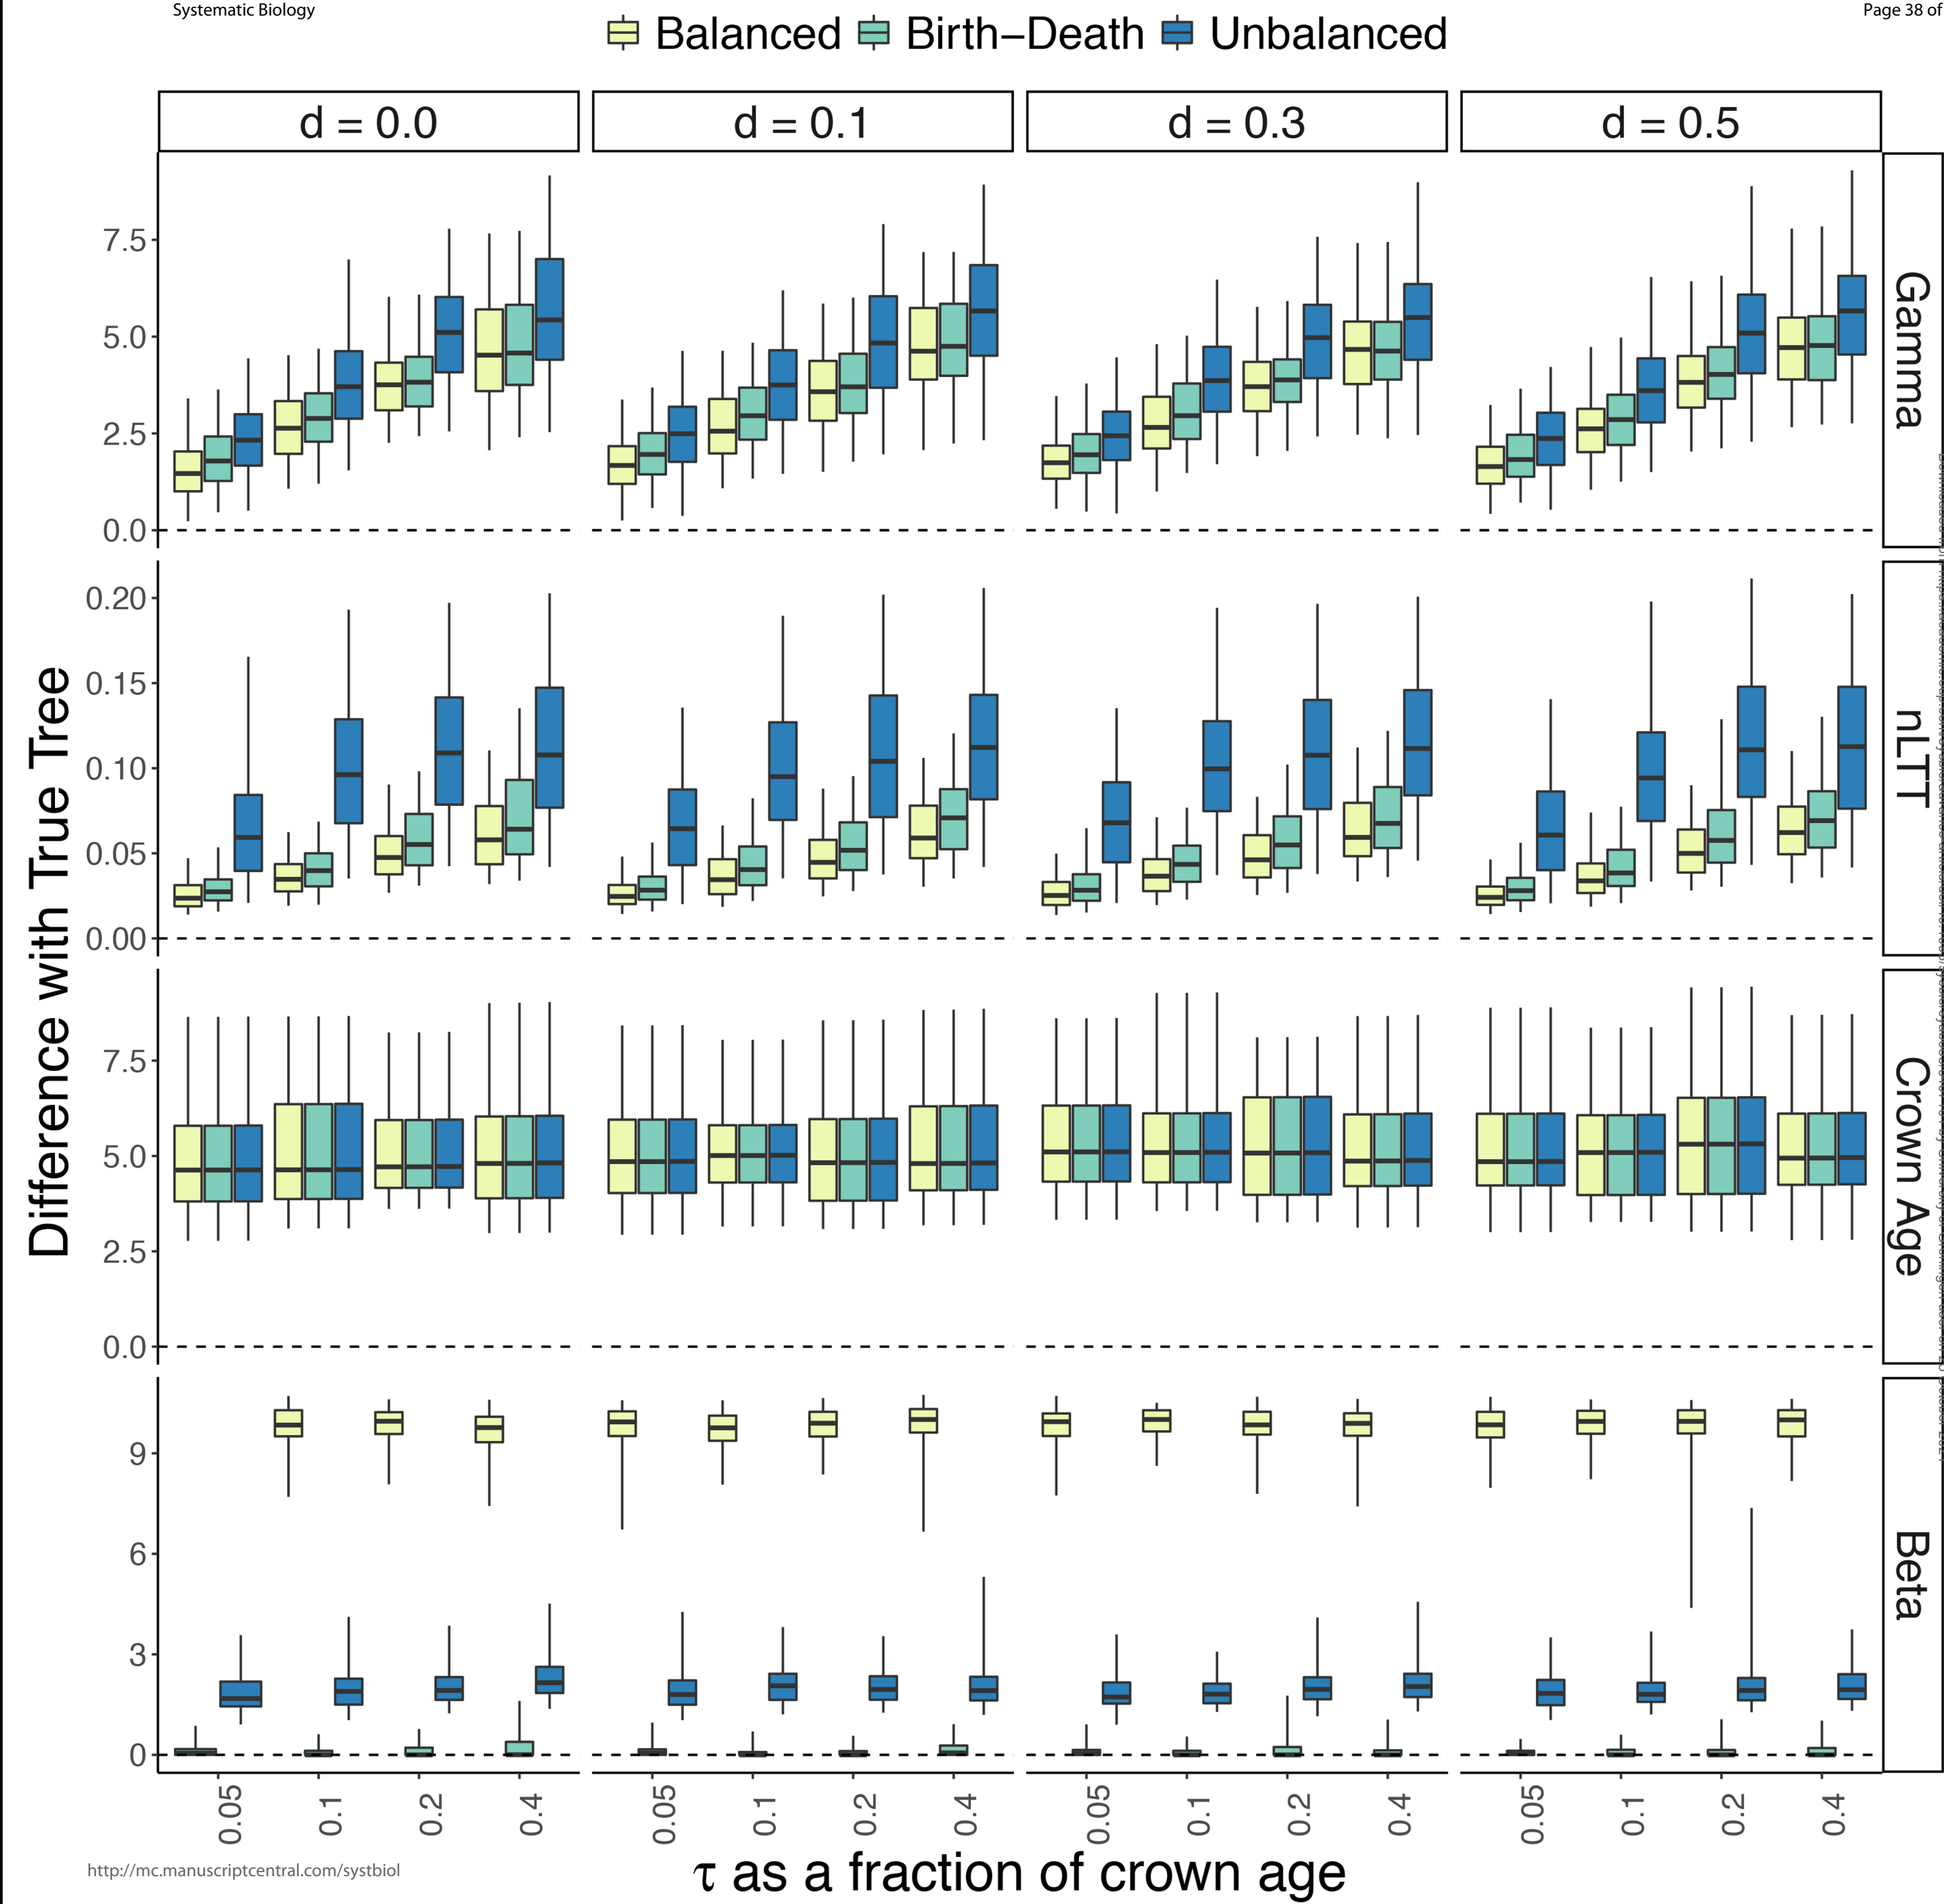 Systematic Biology
Page 38 of
Balanced Birth–Death Unbalanced
d = 0.0 d = 0.1 d = 0.3 d = 0.5
Difference with True Tree
7.5
5.0
2.5
0.0
Gamma
0.20
0.15
0.10
0.05
0.00
nLTT
7.5
5.0
2.5
0.0
Crown Age
9
6
3
0
Beta
0.05 0.1 0.2 0.4 0.05 0.1 0.2 0.4 0.05 0.1 0.2 0.4 0.05 0.1 0.2 0.4
τ as a fraction of crown age
http://mc.manuscriptcentral.com/systbiol